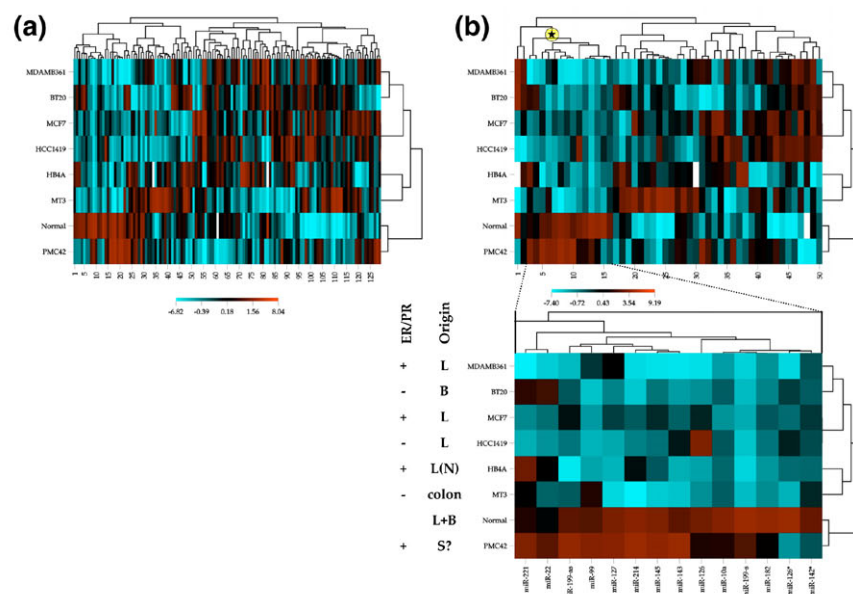 (a)
MDAMB361
BT20
MCF7
HCC1419
HB4A
MT3
Normal
PMC42
1 5 10 15 20 25 30 35 40 45 50 55 60 65 70 75 80 85 90 95 100 105 110 115 120 125
-6.82 -0.39 0.18 1.56 8.04
(b)
MDAMB361
BT20
MCF7
HCC1419
HB4A
MT3
Normal
PMC42
1 5 10 15 20 25 30 35 40 45 50
-7.40 -0.72 0.43 3.54 9.19
ER/PR Origin
+ L MDAMB361
- B BT20
+ L MCF7
- L HCC1419
+ L(N) HB4A
- colon MT3
L+B Normal
+ S? PMC42
miR-221 miR-22 miR-199-as miR-99 miR-127 miR-214 miR-145 miR-143 miR-126 miR-10a miR-199-s miR-182 miR-126* miR-142*